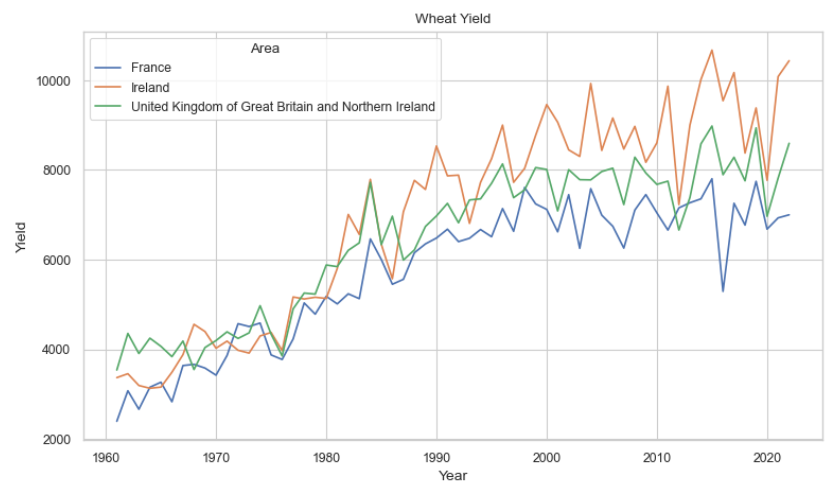 Wheat Yield
Area
France
Ireland
United Kingdom of Great Britain and Northern Ireland
10000
8000
6000
4000
2000
Yield
1960 1970 1980 1990 2000 2010 2020
Year